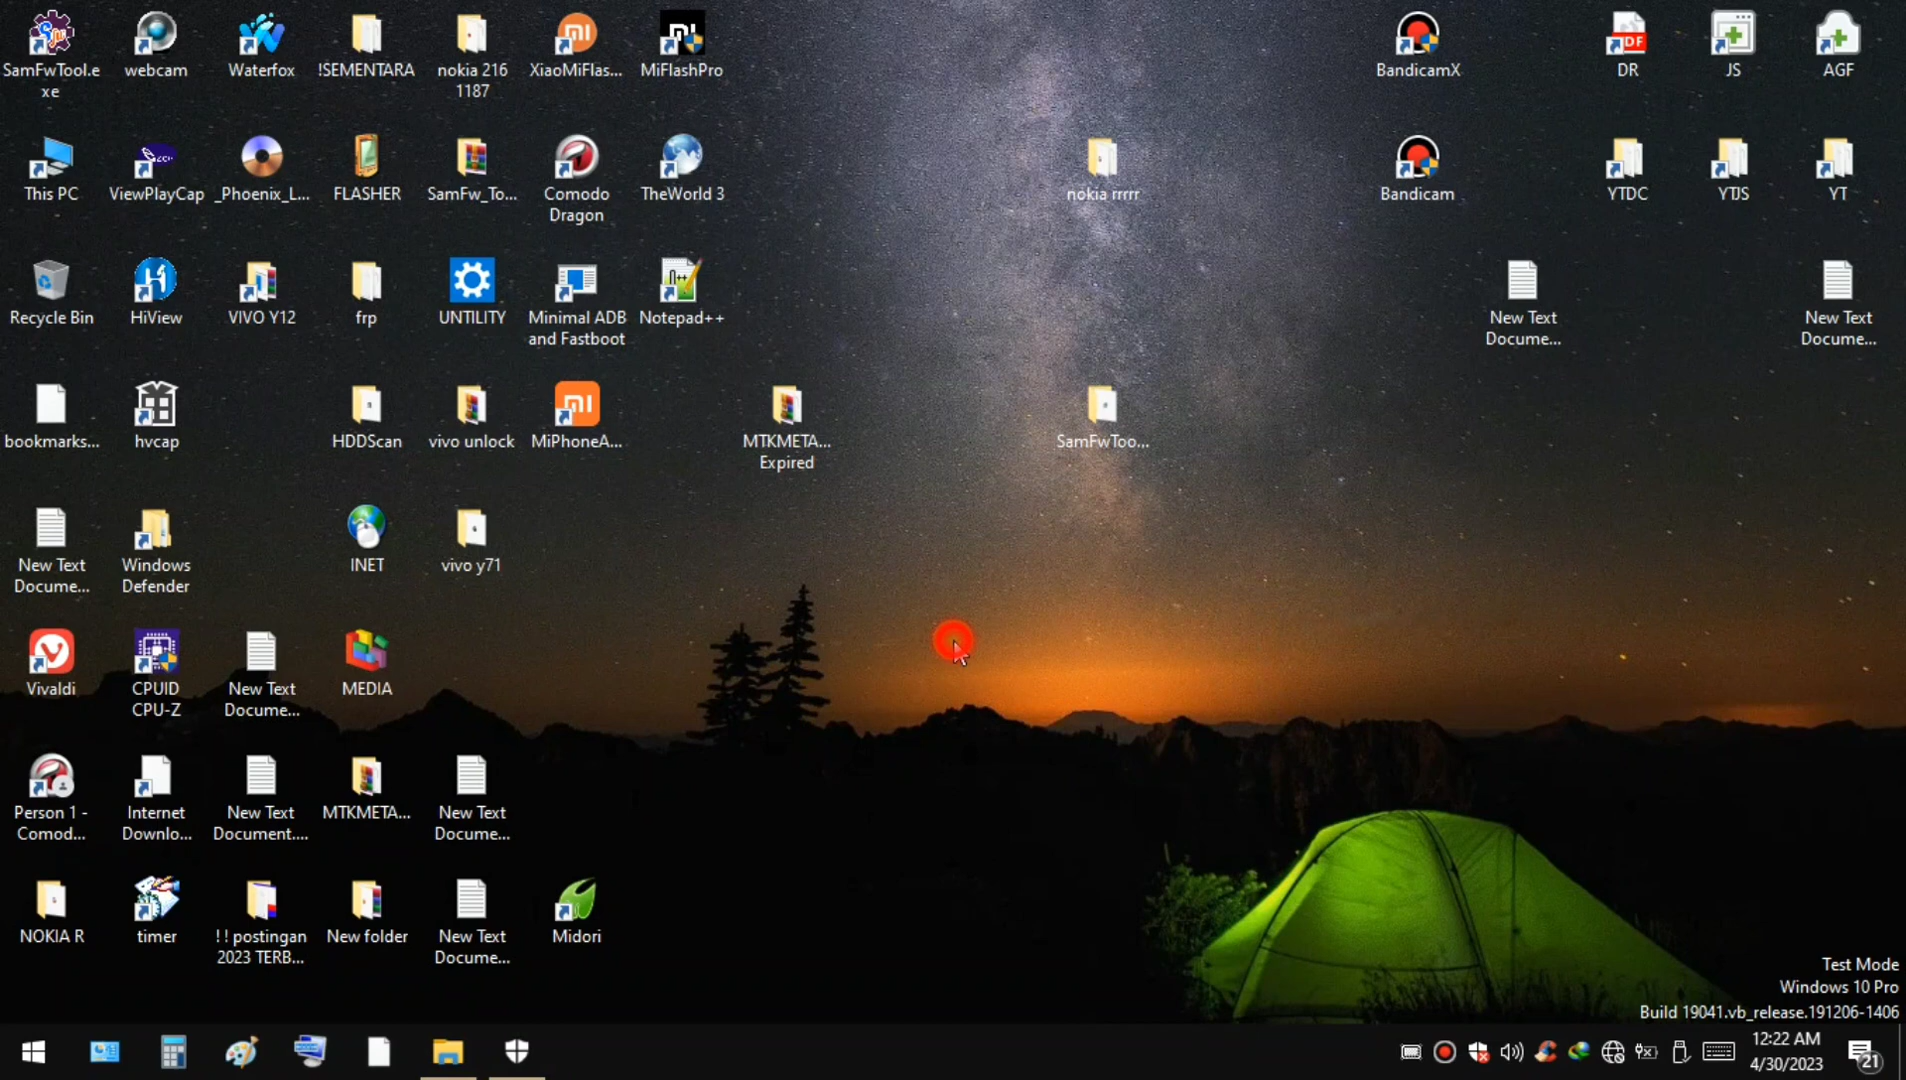 SamFwTool.e
xe
webcam
Waterfox
!SEMENTARA
nokia 216
1187
XiaoMiFlas...
MiFlashPro
BandicamX
DR
JS
AGF
This PC
ViewPlayCap
_Phoenix_L...
FLASHER
SamFw_To...
Comodo
Dragon
TheWorld 3
nokia rrrrr
Bandicam
YTDC
YTJS
YT
Recycle Bin
HiView
VIVO Y12
frp
UNTILITY
Minimal ADB
and Fastboot
Notepad++
New Text
Docume...
New Text
Docume...
bookmarks...
hvcap
HDDScan
vivo unlock
MiPhoneA...
MTKMETA...
Expired
SamFwToo...
New Text
Docume...
Windows
Defender
INET
vivo y71
Vivaldi
CPUID
CPU-Z
New Text
Docume...
MEDIA
Person 1 -
Comod...
Internet
Downlo...
New Text
Document....
MTKMETA...
New Text
Docume...
NOKIA R
timer
! ! postingan
2023 TERB...
New folder
New Text
Docume...
Midori
Test Mode
Windows 10 Pro
Build 19041.vb_release.191206-1406
12:22 AM
4/30/2023
21